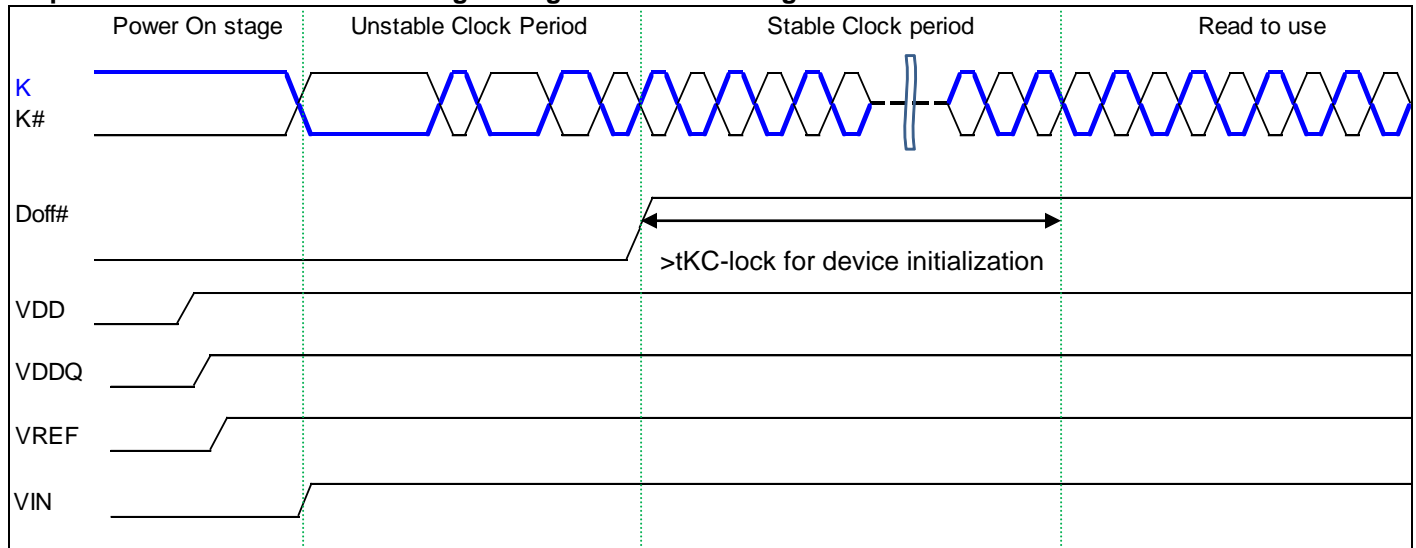 Power On stage Unstable Clock Period Stable Clock period Read to use
K
K#
Doff#
>tKC-lock for device initialization
VDD
VDDQ
VREF
VIN